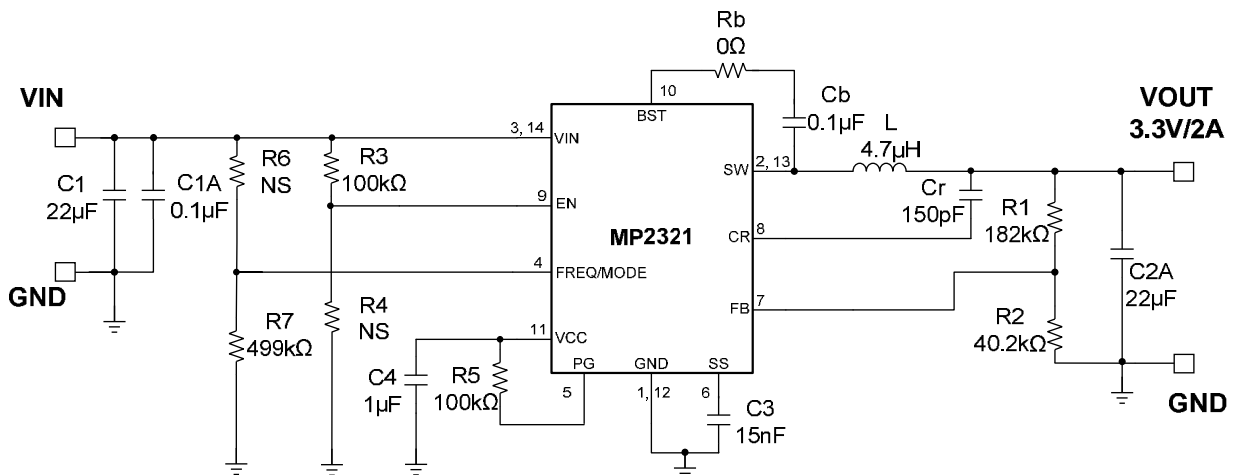 Rb
0Ω
VIN
10
BST
Cb
0.1µF
VOUT
3.3V/2A
3, 14
VIN
L
4.7µH
R6
NS
R3
100kΩ
SW
2, 13
C1
22µF
C1A
0.1µF
Cr
150pF
R1
182kΩ
9
EN
MP2321
CR
8
GND
4
FREQ/MODE
C2A
22µF
R7
499kΩ
R4
NS
FB
7
R2
40.2kΩ
11
VCC
C4
1µF
R5
100kΩ
PG
GND
SS
5
1, 12
6
C3
15nF
GND